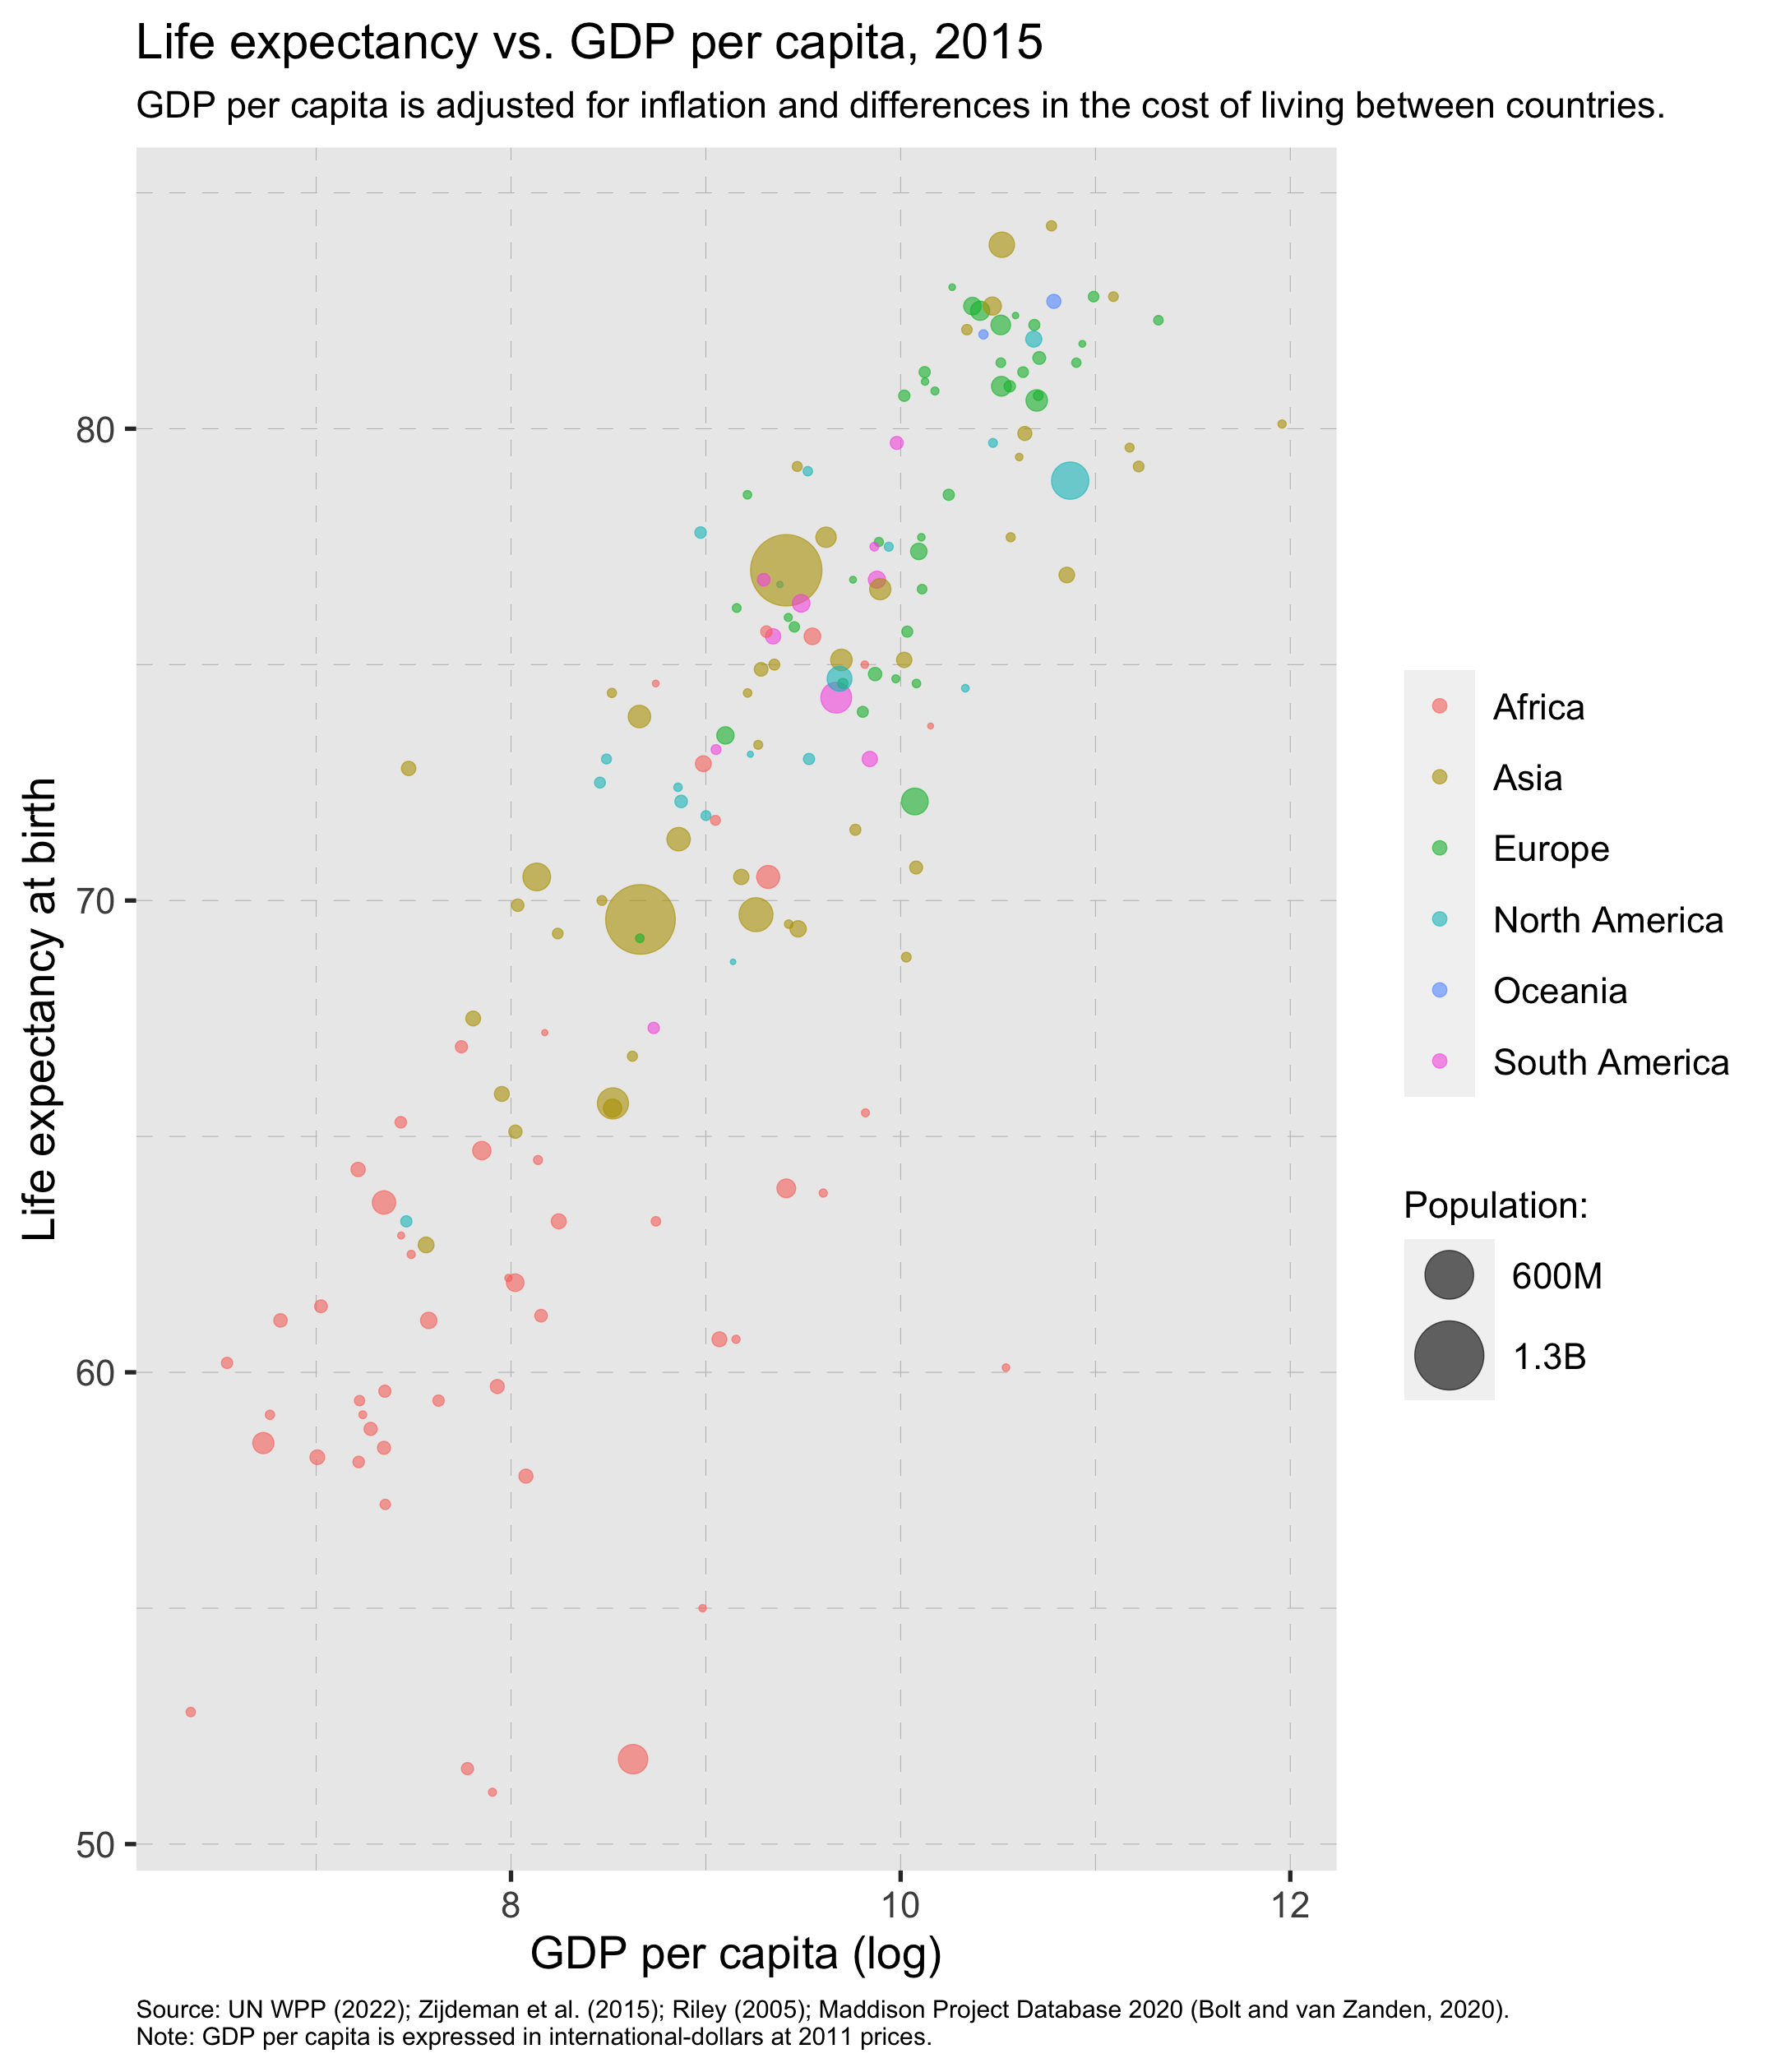 Life expectancy vs. GDP per capita, 2015
GDP per capita is adjusted for inflation and differences in the cost of living between countries.
Life expectancy at birth
80
70
60
50
8
10
12
GDP per capita (log)
Africa
Asia
Europe
North America
Oceania
South America
Population:
600M
1.3B
Source: UN WPP (2022); Zijdeman et al. (2015); Riley (2005); Maddison Project Database 2020 (Bolt and van Zanden, 2020).
Note: GDP per capita is expressed in international-dollars at 2011 prices.